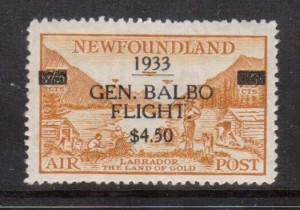 NEWFOUNDLAND
1933
GEN. BALBO
FLIGHT
$4.50
LABRADOR
AIR THE LAND OF GOLD POST